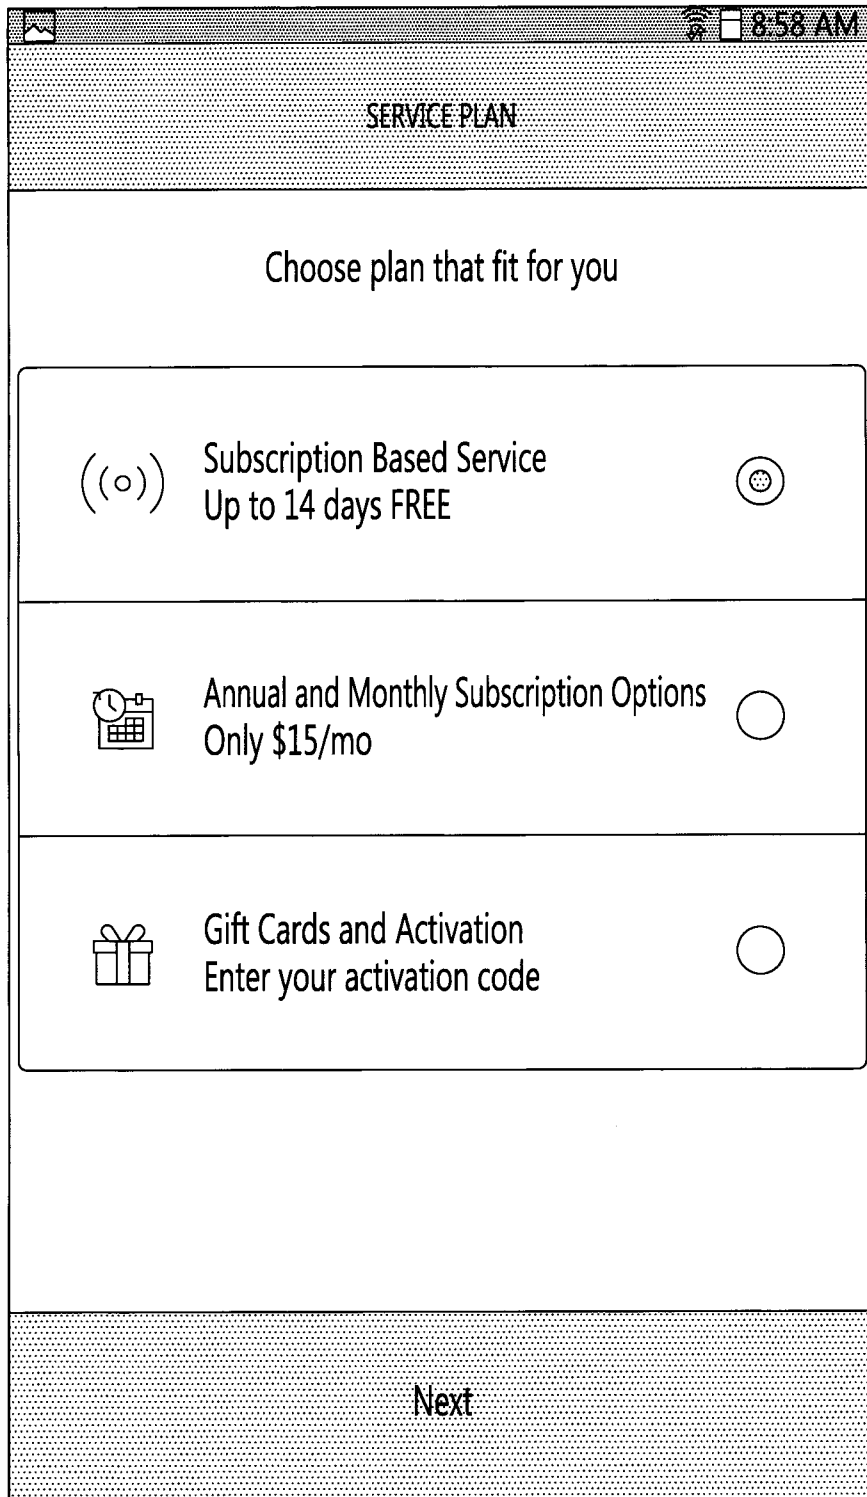 8:58 AM
SERVICE PLAN
Choose plan that fit for you
Subscription Based Service
Up to 14 days FREE
Annual and Monthly Subscription Options
Only $15/mo
Gift Cards and Activation
Enter your activation code
Next